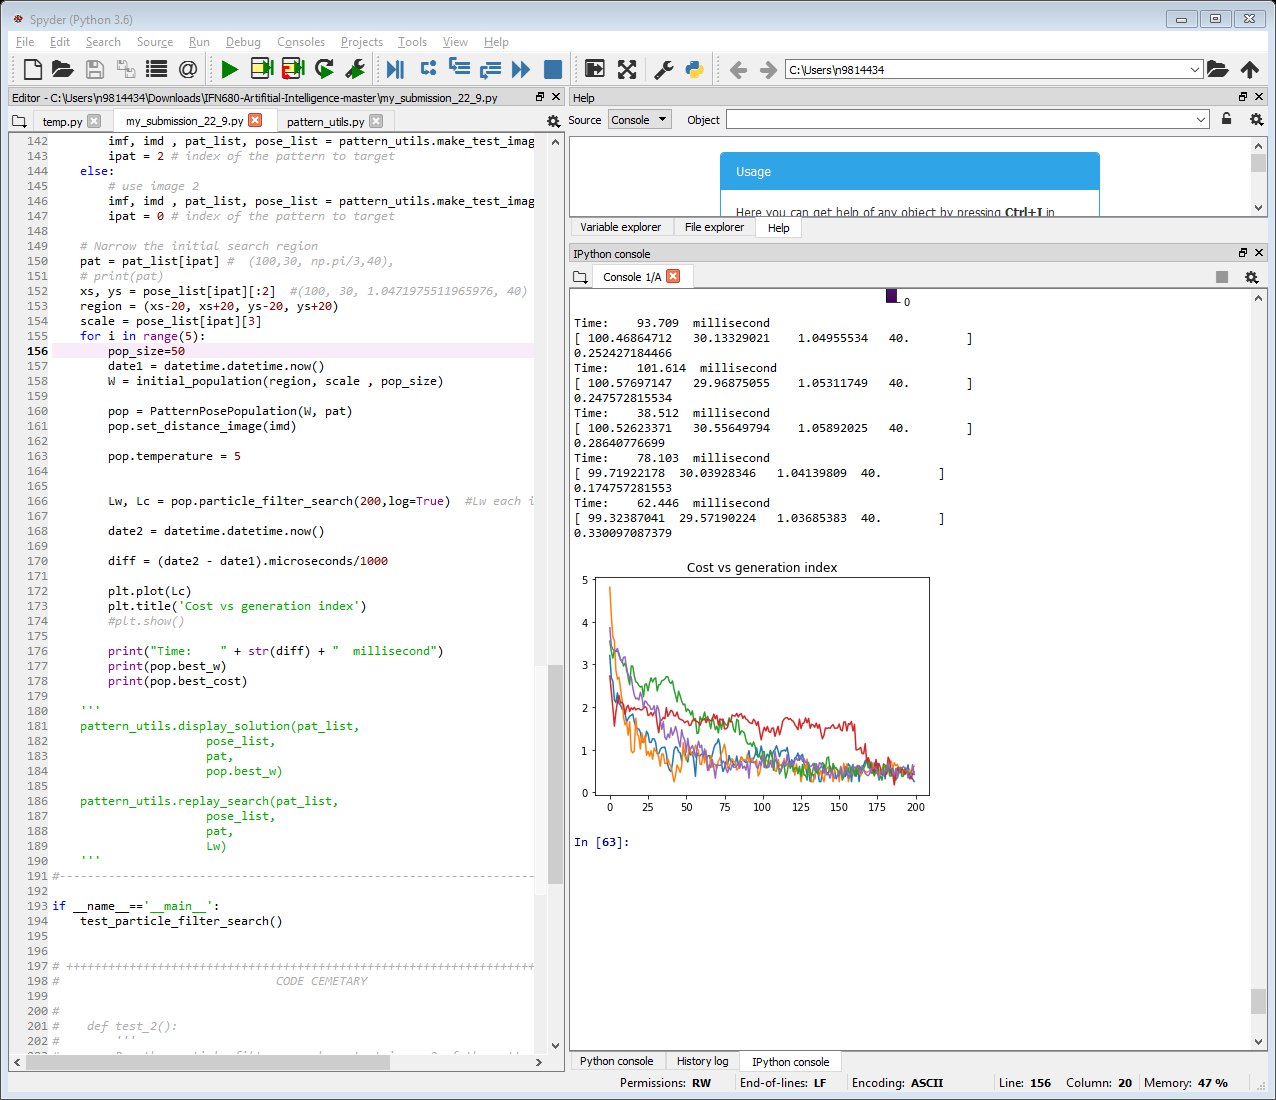 Spyder (Python 3.6)
File Edit Search Source Run Debug Consoles Projects Tools View Help
C:\Users\n9814434
Editor - C:\Users\n9814434\Downloads\IFN680-Artifitial-Intelligence-master\my_submission_22_9.py
temp.py my_submission_22_9.py pattern_utils.py
142 imf, imd , pat_list, pose_list = pattern_utils.make_test_imag
143 ipat = 2 # index of the pattern to target
144 else:
145 # use image 2
146 imf, imd , pat_list, pose_list = pattern_utils.make_test_imag
147 ipat = 0 # index of the pattern to target
148
149 # Narrow the initial search region
150 pat = pat_list[ipat] #  (100,30, np.pi/3,40),
151 # print(pat)
152 xs, ys = pose_list[ipat][:2]  #(100, 30, 1.0471975511965976, 40)
153 region = (xs-20, xs+20, ys-20, ys+20)
154 scale = pose_list[ipat][3]
155 for i in range(5):
156 pop_size=50
157 date1 = datetime.datetime.now()
158 W = initial_population(region, scale , pop_size)
159
160 pop = PatternPosePopulation(W, pat)
161 pop.set_distance_image(imd)
162
163 pop.temperature = 5
164
165
166 Lw, Lc = pop.particle_filter_search(200,log=True)  #Lw each i
167
168 date2 = datetime.datetime.now()
169
170 diff = (date2 - date1).microseconds/1000
171
172 plt.plot(Lc)
173 plt.title('Cost vs generation index')
174 #plt.show()
175
176 print("Time:    " + str(diff) + "  millisecond")
177 print(pop.best_w)
178 print(pop.best_cost)
179
180 '''
181 pattern_utils.display_solution(pat_list,
182 pose_list,
183 pat,
184 pop.best_w)
185
186 pattern_utils.replay_search(pat_list,
187 pose_list,
188 pat,
189 Lw)
190 '''
191 #------------------------------------------------------------------
192
193 if __name__=='__main__':
194 test_particle_filter_search()
195
196
197 # +++++++++++++++++++++++++++++++++++++++++++++++++++++++++++++++++
198 # CODE CEMETARY
199
200 #
201 #    def test_2():
202 #        '''
Help
Source Console Object
Usage
Here you can get help of any object by pressing Ctrl+I in
Variable explorer File explorer Help
IPython console
Console 1/A
0
Time:    93.709  millisecond
[ 100.46864712   30.13329021    1.04955534   40.        ]
0.252427184466
Time:    101.614  millisecond
[ 100.57697147   29.96875055    1.05311749   40.        ]
0.247572815534
Time:    38.512  millisecond
[ 100.52623371   30.55649794    1.05892025   40.        ]
0.28640776699
Time:    78.103  millisecond
[ 99.71922178  30.03928346   1.04139809  40.        ]
0.174757281553
Time:    62.446  millisecond
[ 99.32387041  29.57190224   1.03685383  40.        ]
0.330097087379
Cost vs generation index
5
4
3
2
1
0
0 25 50 75 100 125 150 175 200
In [63]:
Python console History log IPython console
Permissions: RW End-of-lines: LF Encoding: ASCII Line: 156 Column: 20 Memory: 47 %